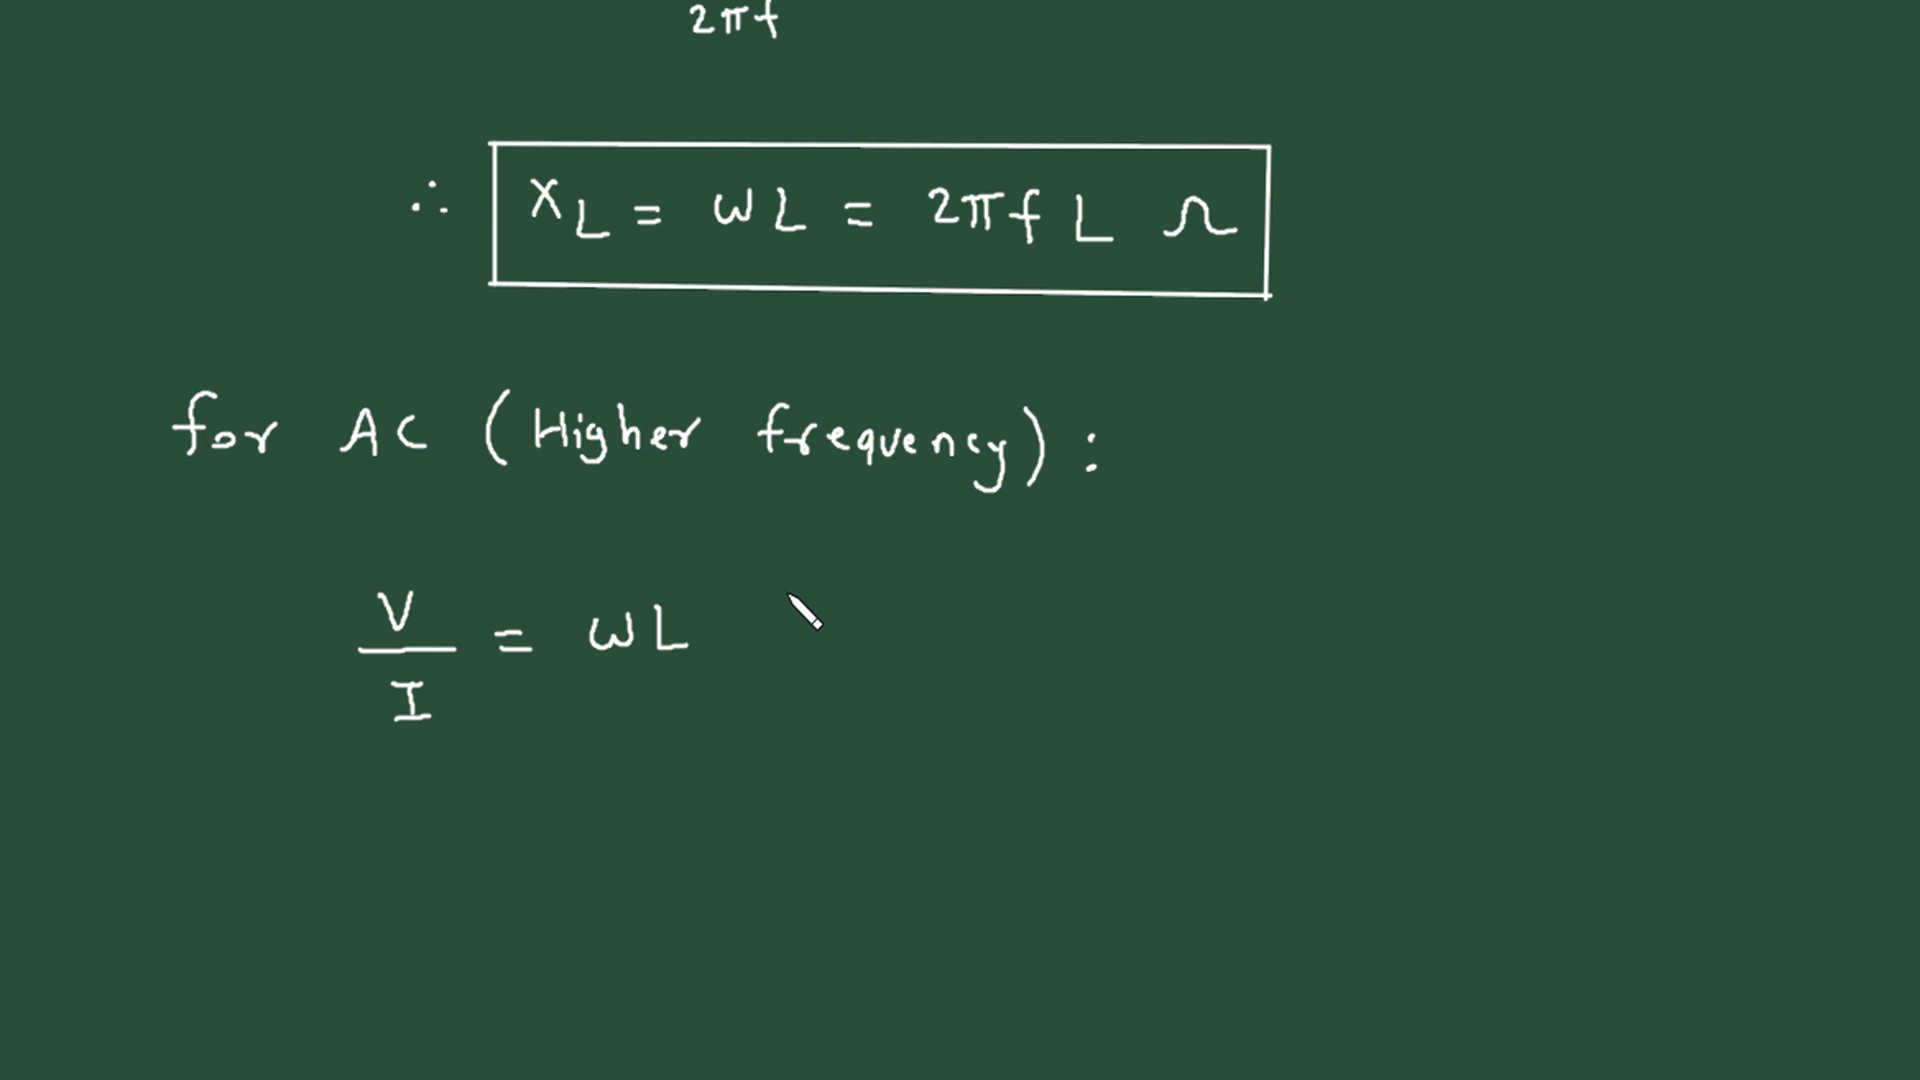 2πf
∴ X_L = ωL = 2πf L Ω
for AC (Higher frequency) :
V
— = ωL
I